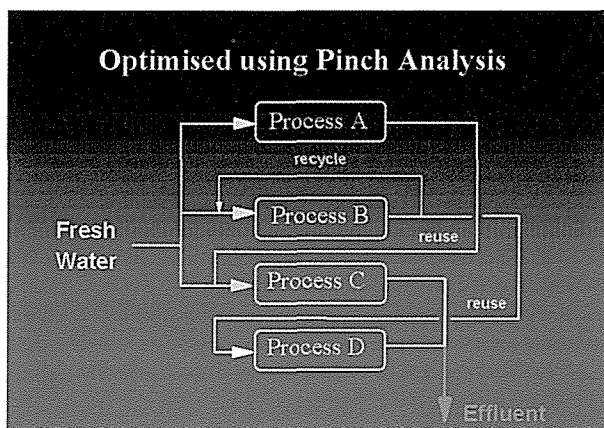 Optimised using Pinch Analysis
Process A
recycle
Process B
Fresh
Water
reuse
Process C
reuse
Process D
Effluent